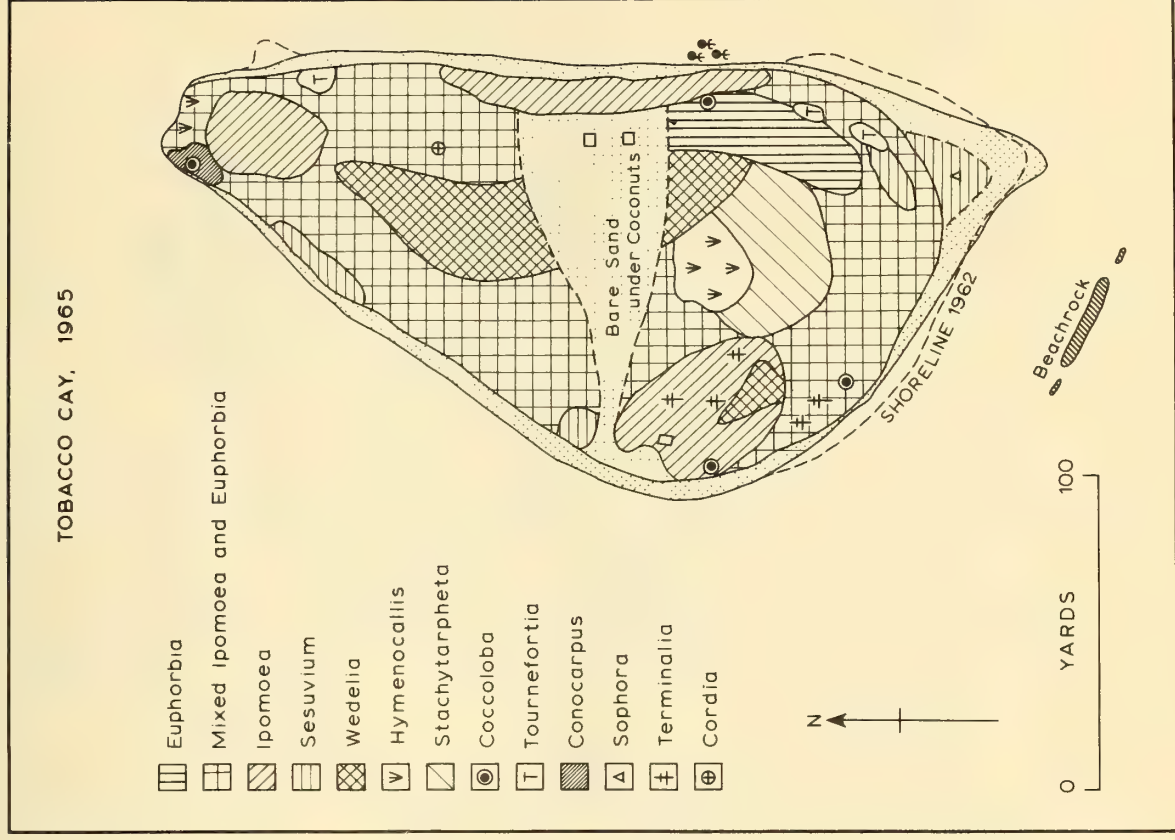 TOBACCO CAY, 1965
Euphorbia
Mixed Ipomoea and Euphorbia
Ipomoea
Sesuvium
Wedelia
Hymenocallis
Stachytarpheta
Coccoloba
Tournefortia
Conocarpus
Sophora
Terminalia
Cordia
N
0 YARDS 100
Bare Sand
under Coconuts
T
T
T
SHORELINE 1962
Beachrock